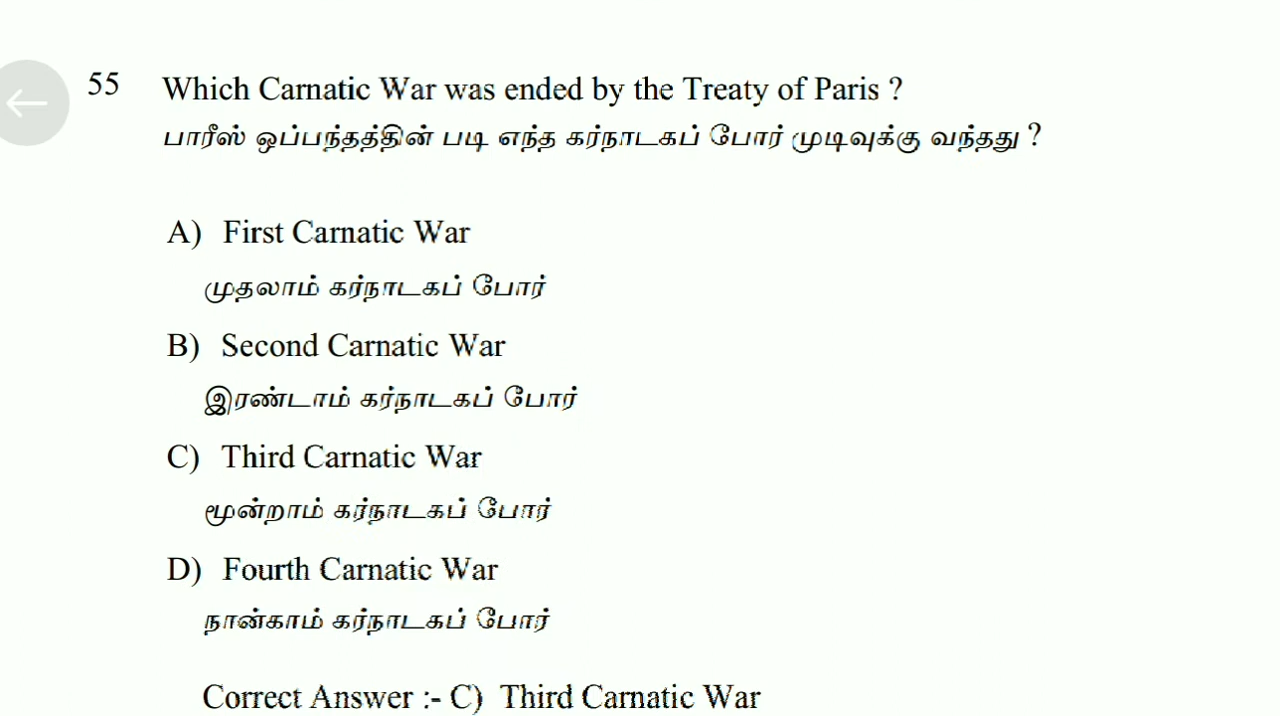 55 Which Carnatic War was ended by the Treaty of Paris ?
பாரீஸ் ஒப்பந்தத்தின் படி எந்த கர்நாடகப் போர் முடிவுக்கு வந்தது ?
A) First Carnatic War
முதலாம் கர்நாடகப் போர்
B) Second Carnatic War
இரண்டாம் கர்நாடகப் போர்
C) Third Carnatic War
மூன்றாம் கர்நாடகப் போர்
D) Fourth Carnatic War
நான்காம் கர்நாடகப் போர்
Correct Answer :- C) Third Carnatic War